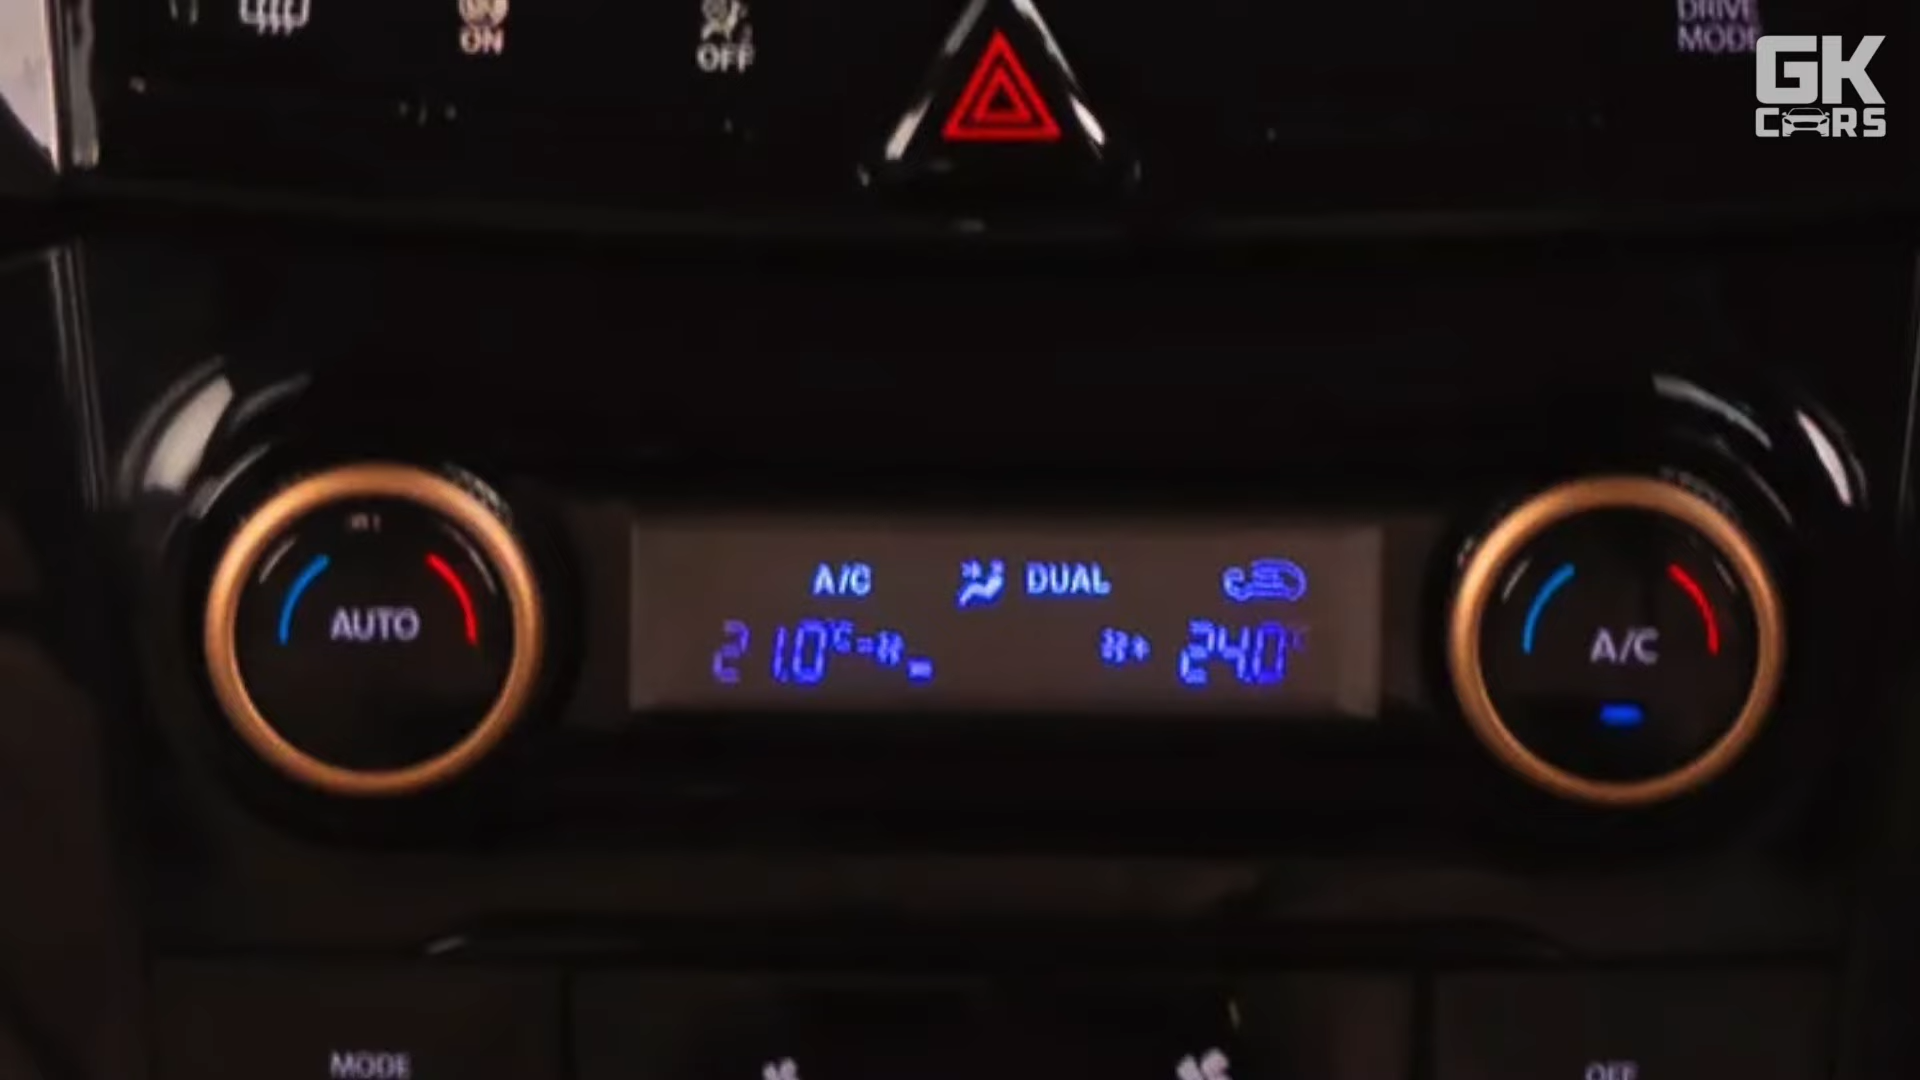 DRIVE
MODE
ON
OFF
GK
CARS
A/C DUAL
21.0°C 24.0°C
AUTO
A/C
MODE
OFF